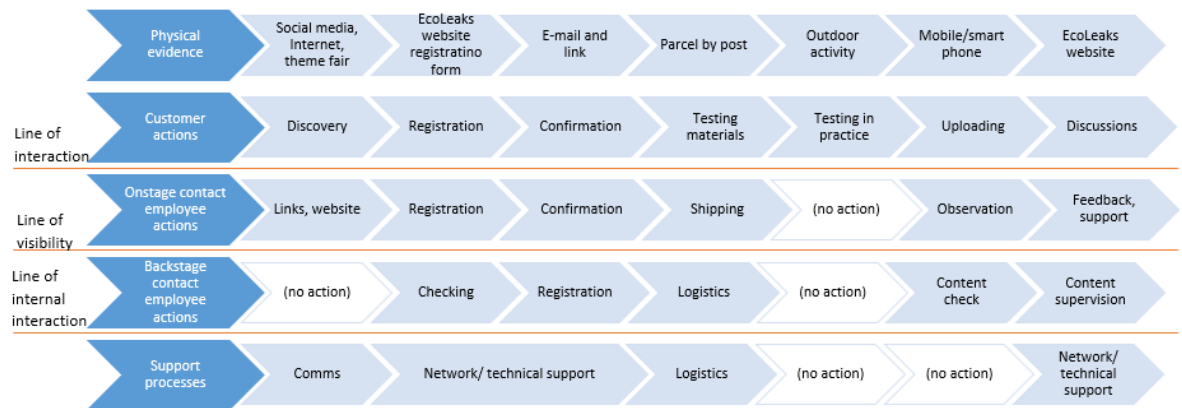 Physical
evidence
Social media,
Internet,
theme fair
EcoLeaks
website
registratino
form
E-mail and
link
Parcel by post
Outdoor
activity
Mobile/smart
phone
EcoLeaks
website
Line of
interaction
Customer
actions
Discovery
Registration
Confirmation
Testing
materials
Testing in
practice
Uploading
Discussions
Line of
visibility
Onstage contact
employee
actions
Links, website
Registration
Confirmation
Shipping
(no action)
Observation
Feedback,
support
Line of
internal
interaction
Backstage
contact
employee
actions
(no action)
Checking
Registration
Logistics
(no action)
Content
check
Content
supervision
Support
processes
Comms
Network/ technical support
Logistics
(no action)
(no action)
Network/
technical
support